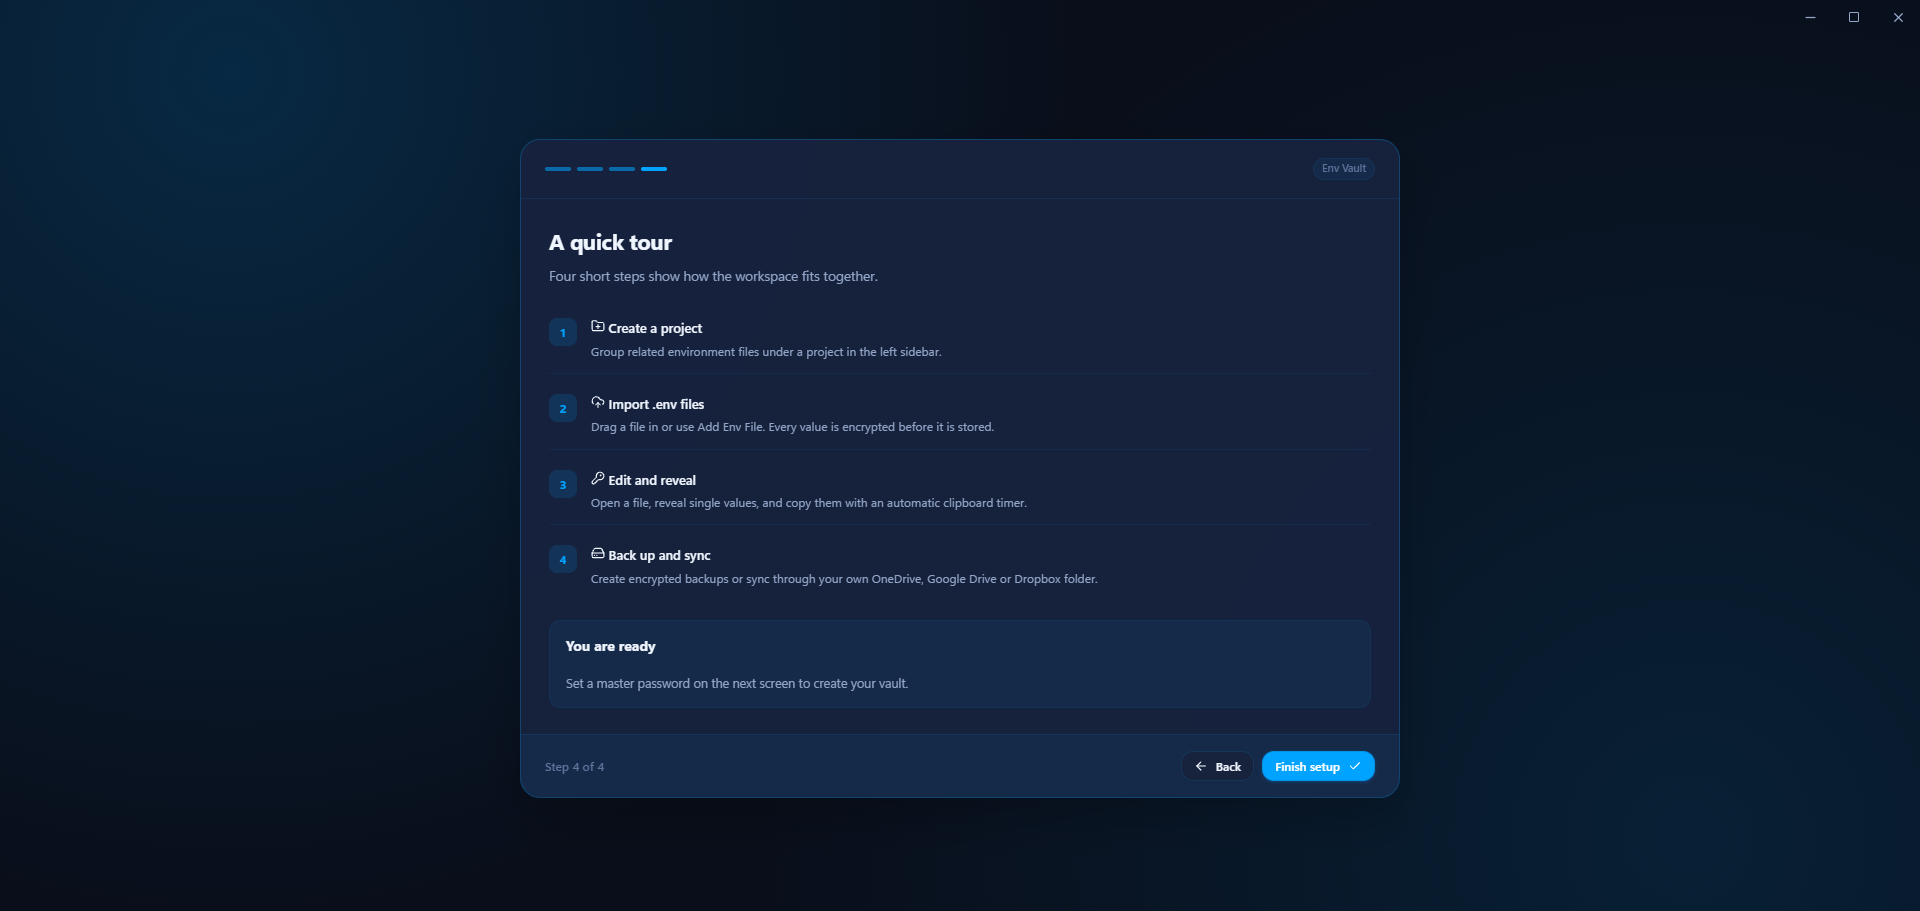 Env Vault
A quick tour
Four short steps show how the workspace fits together.
1
Create a project
Group related environment files under a project in the left sidebar.
2
Import .env files
Drag a file in or use Add Env File. Every value is encrypted before it is stored.
3
Edit and reveal
Open a file, reveal single values, and copy them with an automatic clipboard timer.
4
Back up and sync
Create encrypted backups or sync through your own OneDrive, Google Drive or Dropbox folder.
You are ready
Set a master password on the next screen to create your vault.
Step 4 of 4
Back
Finish setup